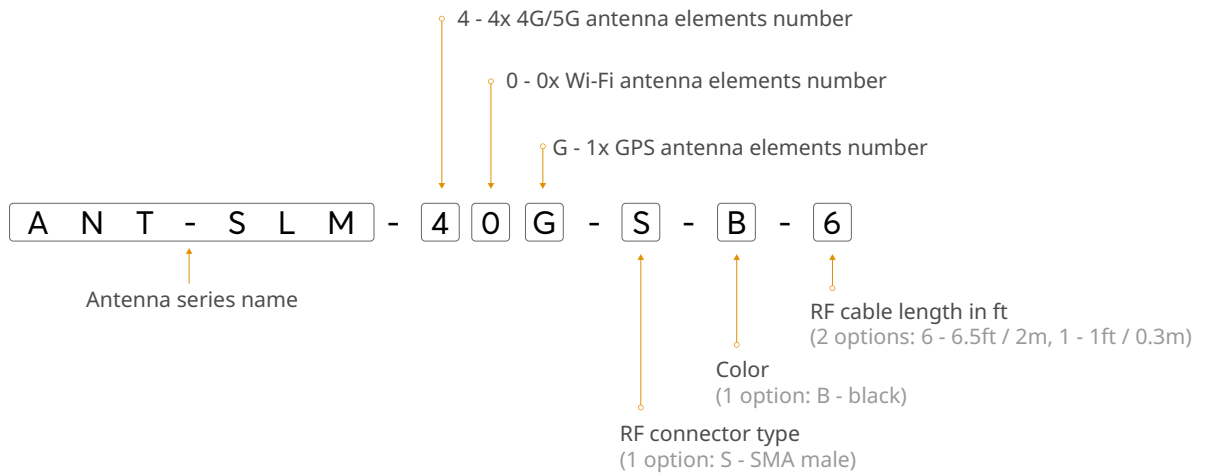 4 - 4x 4G/5G antenna elements number
0 - 0x Wi-Fi antenna elements number
G - 1x GPS antenna elements number
A N T - S L M - 4 0 G - S - B - 6
Antenna series name
RF cable length in ft
(2 options: 6 - 6.5ft / 2m, 1 - 1ft / 0.3m)
Color
(1 option: B - black)
RF connector type
(1 option: S - SMA male)